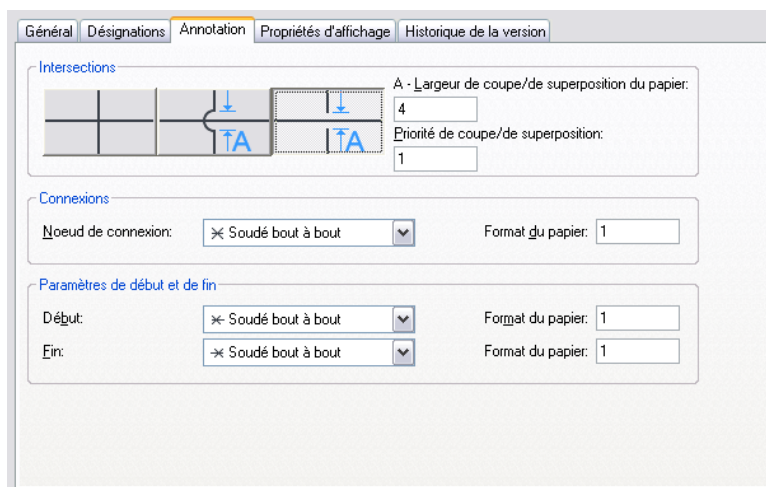 Général Désignations Annotation Propriétés d'affichage Historique de la version
Intersections
A - Largeur de coupe/de superposition du papier:
4
A A
Priorité de coupe/de superposition:
1
Connexions
Noeud de connexion: Soudé bout à bout Format du papier: 1
Paramètres de début et de fin
Début: Soudé bout à bout Format du papier: 1
Fin: Soudé bout à bout Format du papier: 1